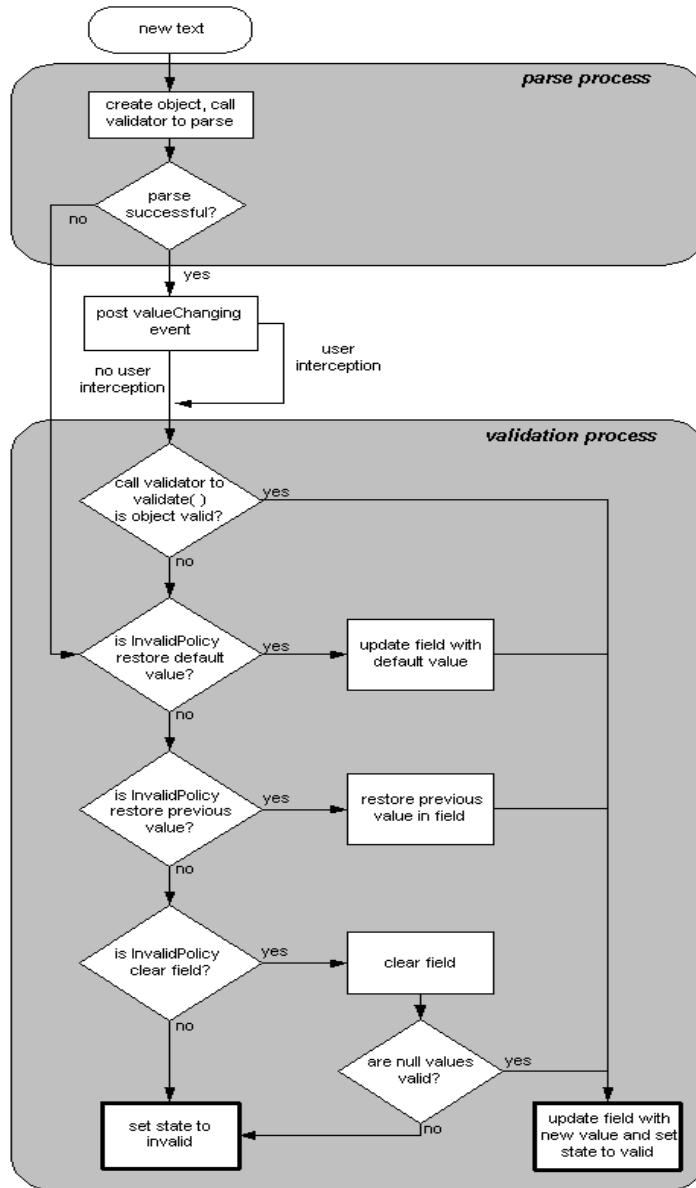 new text
parse process
create object, call
validator to parse
parse
successful?
no
yes
post valueChanging
event
user
interception
no user
interception
validation process
call validator to
validate( )
is object valid?
yes
no
is InvalidPolicy
restore default
value?
yes
update field with
default value
no
is InvalidPolicy
restore previous
value?
yes
restore previous
value in field
no
is InvalidPolicy
clear field?
yes
clear field
no
are null values
valid?
yes
no
set state to
invalid
update field with
new value and set
state to valid